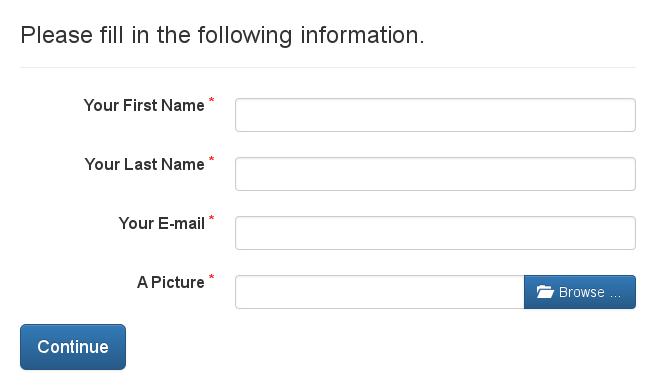 Please fill in the following information.
Your First Name *
Your Last Name *
Your E-mail *
A Picture *
Browse ...
Continue